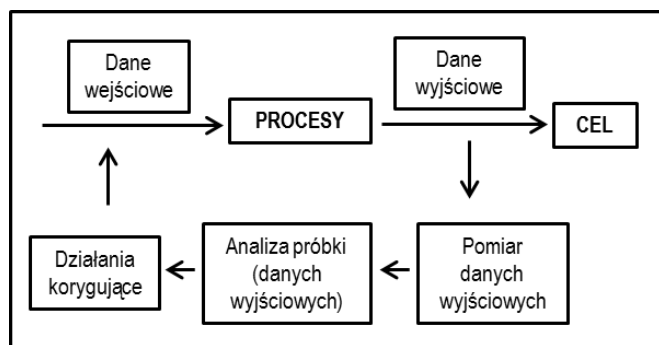 Dane
wejściowe
Dane
wyjściowe
PROCESY
CEL
Działania
korygujące
Analiza próbki
(danych
wyjściowych)
Pomiar
danych
wyjściowych